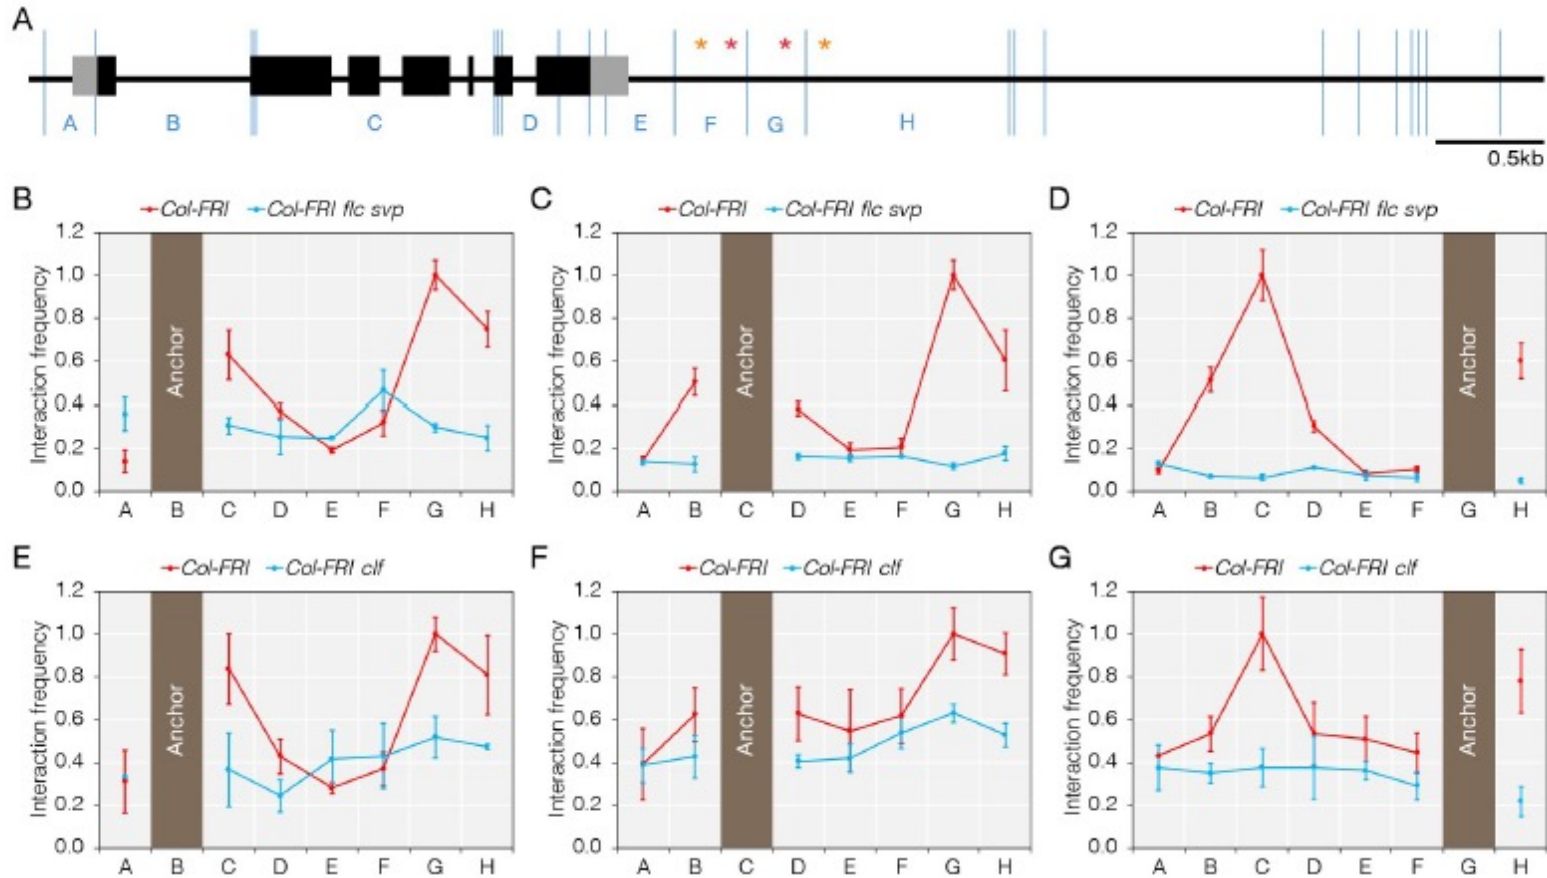 A
* * * *
A B C D E F G H
0.5kb
B
Col-FRI Col-FRI flc svp
Interaction frequency
1.2
1.0
0.8
0.6
0.4
0.2
0.0
Anchor
A B C D E F G H
C
Col-FRI Col-FRI flc svp
Interaction frequency
1.2
1.0
0.8
0.6
0.4
0.2
0.0
Anchor
A B C D E F G H
D
Col-FRI Col-FRI flc svp
Interaction frequency
1.2
1.0
0.8
0.6
0.4
0.2
0.0
Anchor
A B C D E F G H
E
Col-FRI Col-FRI clf
Interaction frequency
1.2
1.0
0.8
0.6
0.4
0.2
0.0
Anchor
A B C D E F G H
F
Col-FRI Col-FRI clf
Interaction frequency
1.2
1.0
0.8
0.6
0.4
0.2
0.0
Anchor
A B C D E F G H
G
Col-FRI Col-FRI clf
Interaction frequency
1.2
1.0
0.8
0.6
0.4
0.2
0.0
Anchor
A B C D E F G H